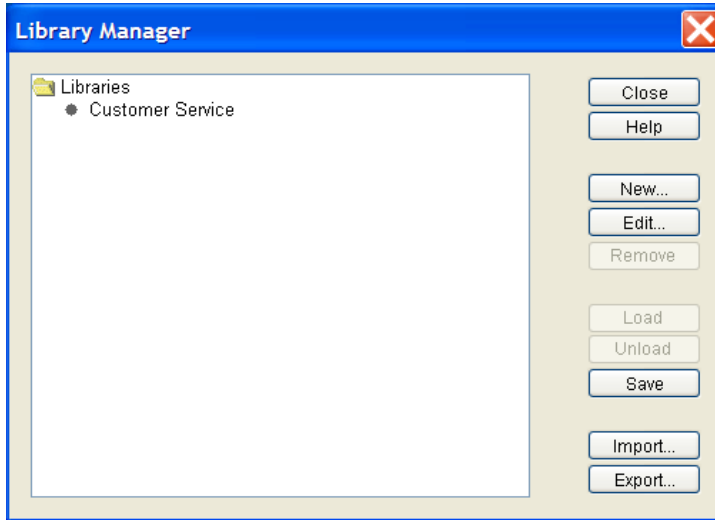 Library Manager
Libraries
Customer Service
Close
Help
New...
Edit...
Remove
Load
Unload
Save
Import...
Export...